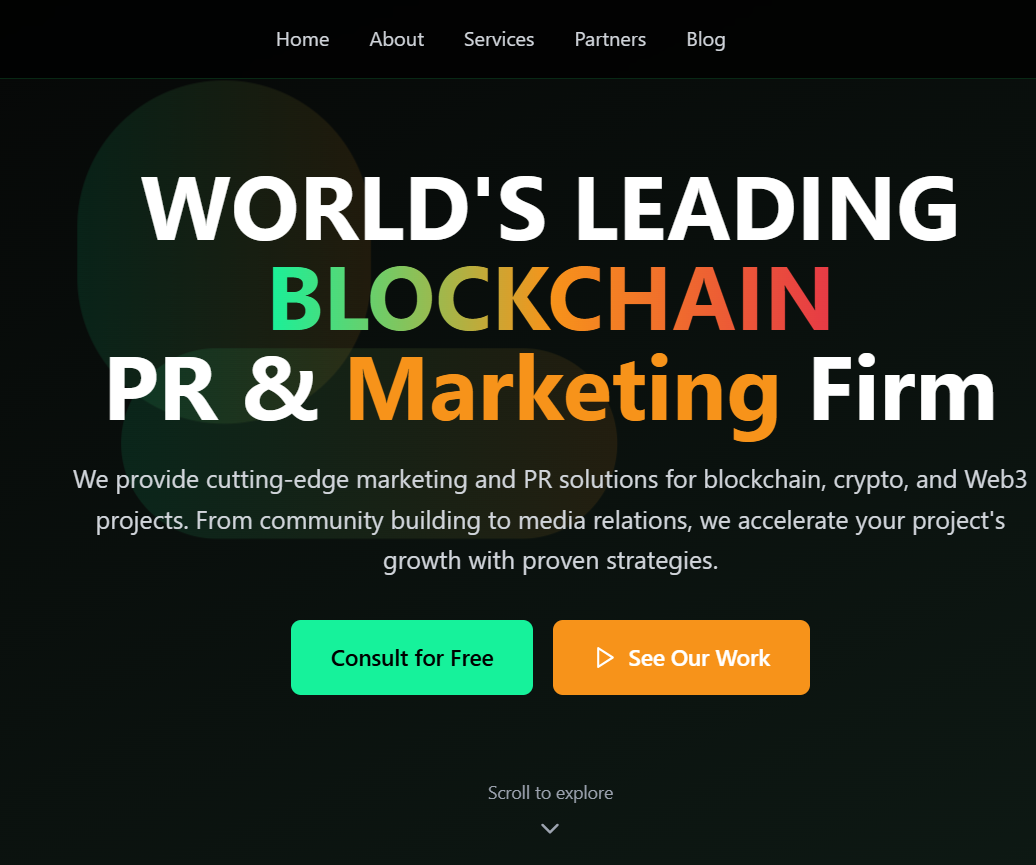 Home About Services Partners Blog
WORLD'S LEADING
BLOCKCHAIN
PR & Marketing Firm
We provide cutting-edge marketing and PR solutions for blockchain, crypto, and Web3
projects. From community building to media relations, we accelerate your project's
growth with proven strategies.
Consult for Free See Our Work
Scroll to explore